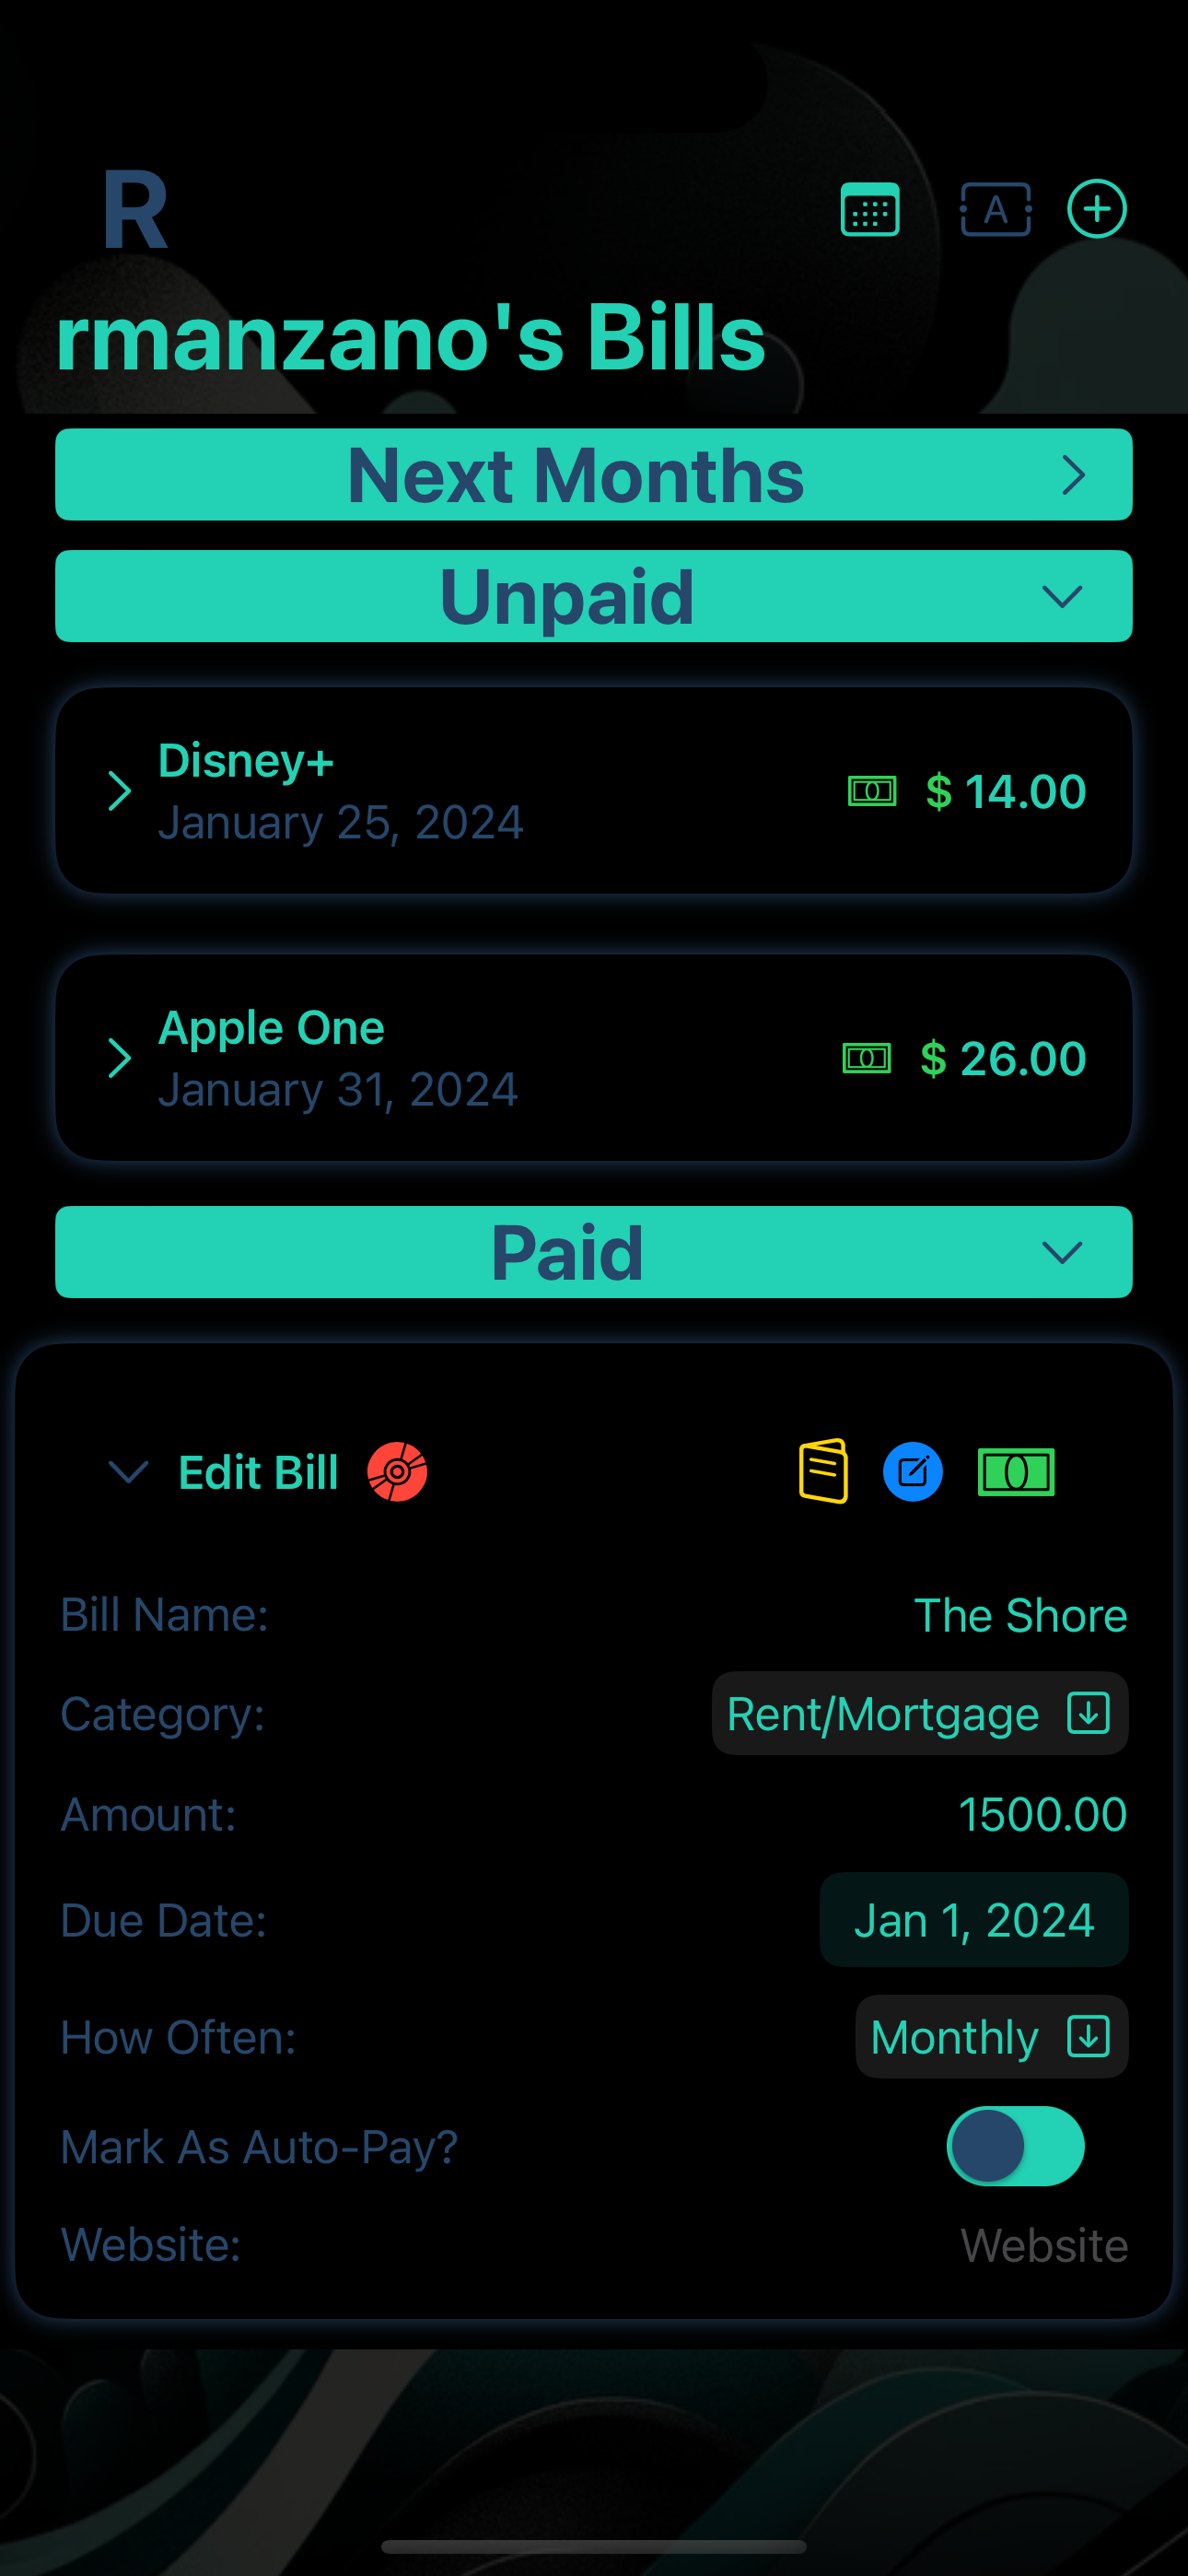 R
A
rmanzano's Bills
Next Months
Unpaid
Disney+
January 25, 2024
$ 14.00
Apple One
January 31, 2024
$ 26.00
Paid
Edit Bill
Bill Name: The Shore
Category: Rent/Mortgage
Amount: 1500.00
Due Date: Jan 1, 2024
How Often: Monthly
Mark As Auto-Pay?
Website: Website